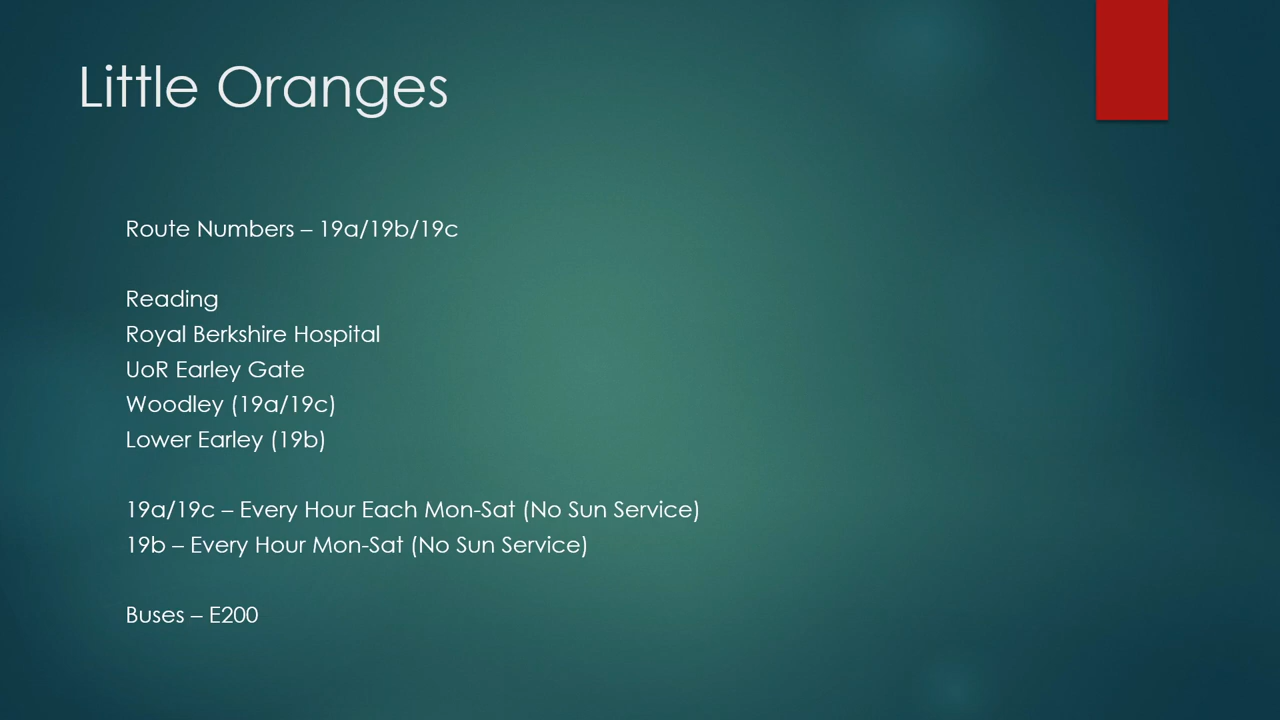 Little Oranges
Route Numbers – 19a/19b/19c
Reading
Royal Berkshire Hospital
UoR Earley Gate
Woodley (19a/19c)
Lower Earley (19b)
19a/19c – Every Hour Each Mon-Sat (No Sun Service)
19b – Every Hour Mon-Sat (No Sun Service)
Buses – E200